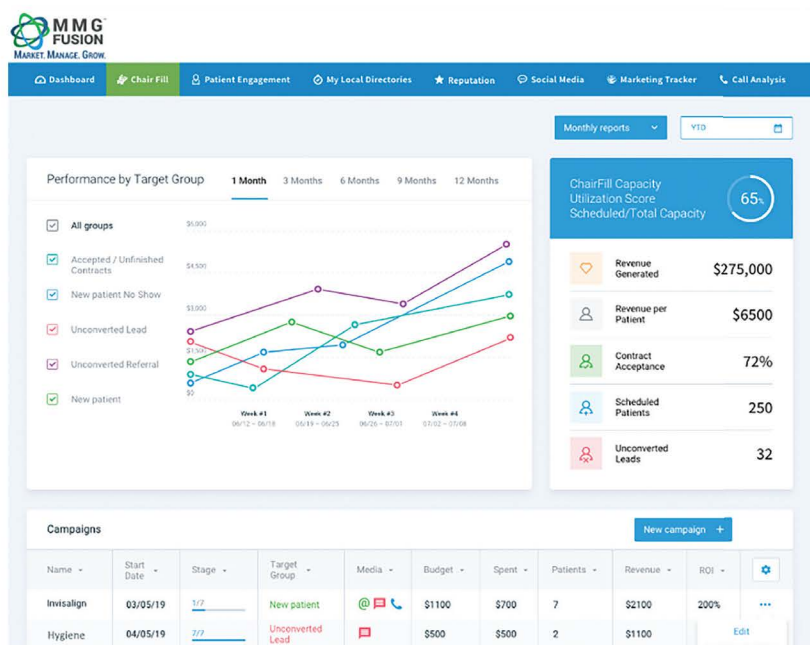 MMG
FUSION
MARKET. MANAGE. GROW.
Dashboard Chair Fill Patient Engagement My Local Directories Reputation Social Media Marketing Tracker Call Analysis
Monthly reports YTD
Performance by Target Group 1 Month 3 Months 6 Months 9 Months 12 Months
All groups
Accepted / Unfinished
Contracts
New patient No Show
Unconverted Lead
Unconverted Referral
New patient
$4,500
$3,000
$1,500
$0
Week #1 Week #2 Week #3 Week #4
06/12 – 06/18 06/19 – 06/25 06/26 – 07/01 07/02 – 07/08
ChairFill Capacity
Utilization Score
Scheduled/Total Capacity
65%
Revenue
Generated
$275,000
Revenue per
Patient
$6500
Contract
Acceptance
72%
Scheduled
Patients
250
Unconverted
Leads
32
Campaigns New campaign +
Name Start Date Stage Target Group Media Budget Spent Patients Revenue ROI
Invisalign 03/05/19 1/7 New patient @ $1100 $700 7 $2100 200% ...
Hygiene 04/05/19 7/7 Unconverted Lead $500 $500 2 $1100 Edit